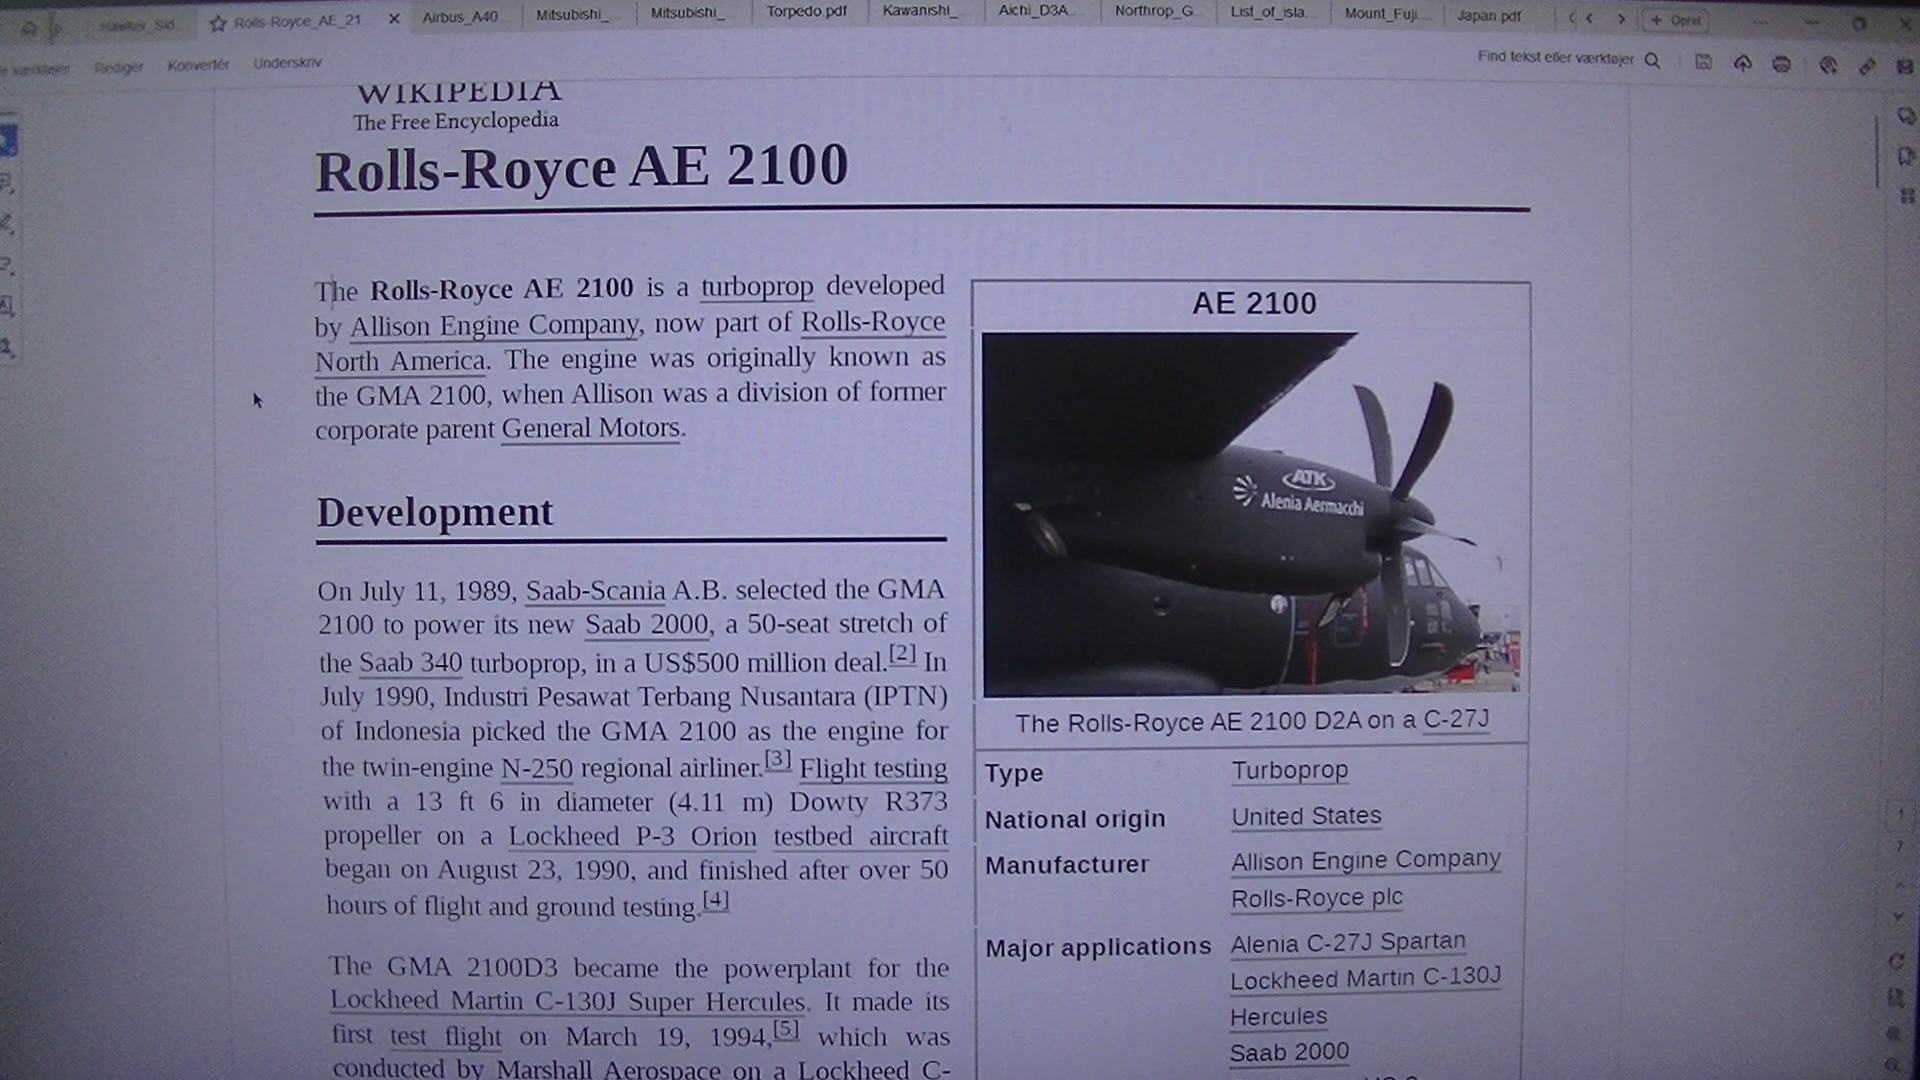 Hawker_Sid
Rolls-Royce_AE_21
Airbus_A40
Mitsubishi_
Mitsubishi_
Torpedo.pdf
Kawanishi_
Aichi_D3A
Northrop_G
List_of_isla
Mount_Fuji
Japan.pdf
+ Opret
Rediger
Konvertér
Underskriv
Find tekst eller værktøjer
WIKIPEDIA
The Free Encyclopedia
Rolls-Royce AE 2100
The Rolls-Royce AE 2100 is a turboprop developed
by Allison Engine Company, now part of Rolls-Royce
North America. The engine was originally known as
the GMA 2100, when Allison was a division of former
corporate parent General Motors.
Development
On July 11, 1989, Saab-Scania A.B. selected the GMA
2100 to power its new Saab 2000, a 50-seat stretch of
the Saab 340 turboprop, in a US$500 million deal.[2] In
July 1990, Industri Pesawat Terbang Nusantara (IPTN)
of Indonesia picked the GMA 2100 as the engine for
the twin-engine N-250 regional airliner.[3] Flight testing
with a 13 ft 6 in diameter (4.11 m) Dowty R373
propeller on a Lockheed P-3 Orion testbed aircraft
began on August 23, 1990, and finished after over 50
hours of flight and ground testing.[4]
The GMA 2100D3 became the powerplant for the
Lockheed Martin C-130J Super Hercules. It made its
first test flight on March 19, 1994,[5] which was
conducted by Marshall Aerospace on a Lockheed C-
AE 2100
ATK
Alenia Aermacchi
The Rolls-Royce AE 2100 D2A on a C-27J
Type Turboprop
National origin United States
Manufacturer Allison Engine Company
Rolls-Royce plc
Major applications Alenia C-27J Spartan
Lockheed Martin C-130J
Hercules
Saab 2000
1
7